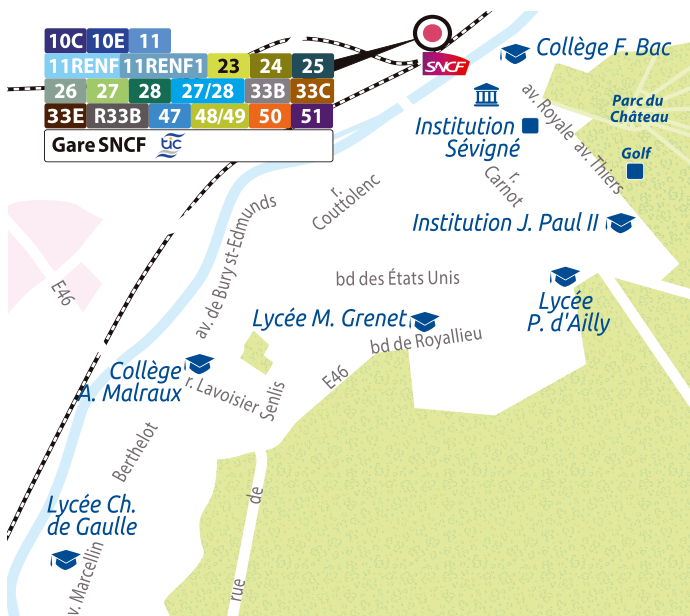 10C 10E 11
11RENF 11RENF1 23 24 25
26 27 28 27/28 33B 33C
33E R33B 47 48/49 50 51
Gare SNCF tic
SNCF
Collège F. Bac
Parc du
Château
av. Royale
Institution
Sévigné
av. Thiers
Golf
r.
Carnot
r.
Couttolenc
Institution J. Paul II
av. de Bury st-Edmunds
E46
bd des États Unis
Lycée
P. d'Ailly
Lycée M. Grenet
bd de Royallieu
Collège
A. Malraux
r. Lavoisier
Senlis
E46
Berthelot
Lycée Ch.
de Gaulle
de
v. Marcellin
rue